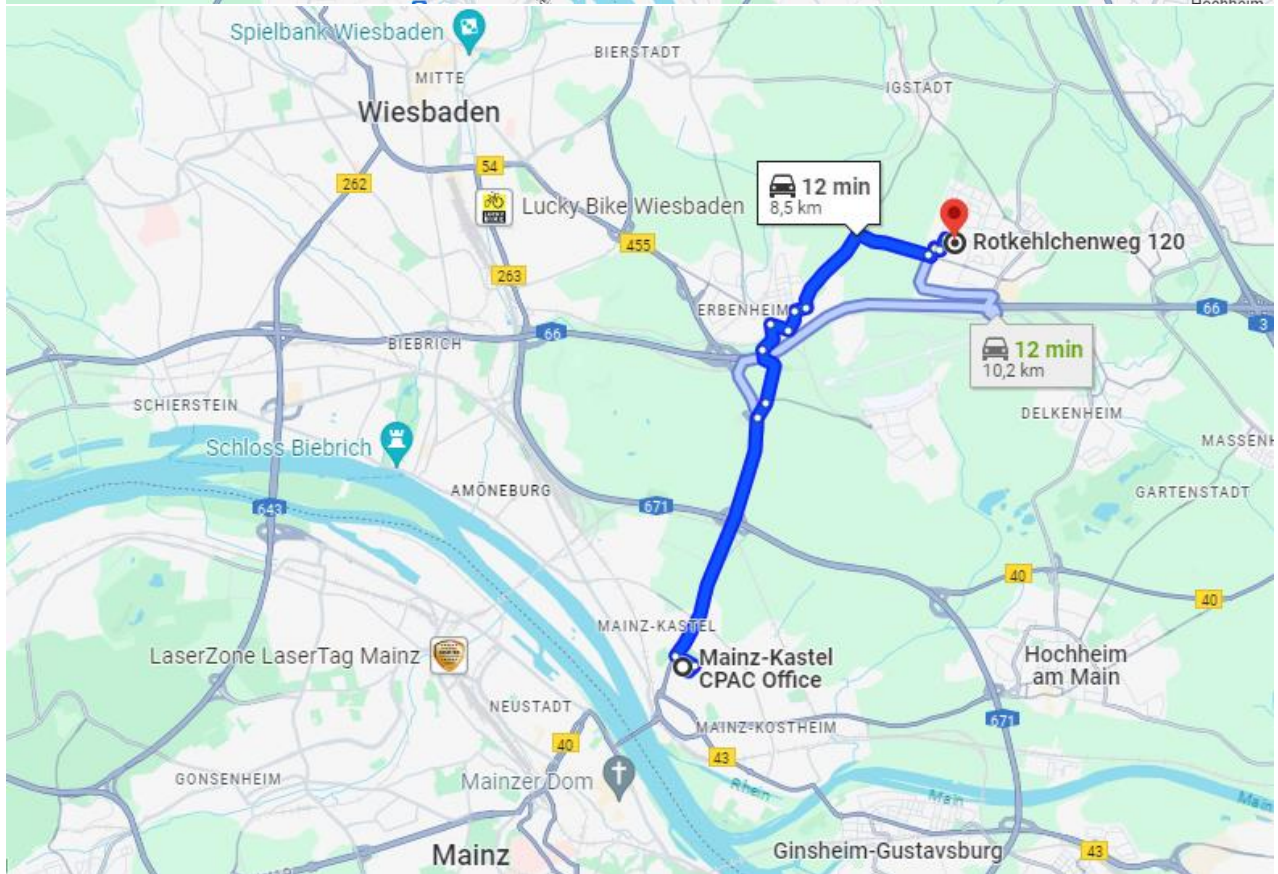 Hochheim
Spielbank Wiesbaden
BIERSTADT
MITTE
IGSTADT
Wiesbaden
54
262
12 min
8,5 km
Lucky Bike Wiesbaden
455
Rotkehlchenweg 120
263
ERBENHEIM
66
66
3
BIEBRICH
12 min
10,2 km
SCHIERSTEIN
DELKENHEIM
Schloss Biebrich
MASSENH
AMÖNEBURG
GARTENSTADT
643
671
40
40
MAINZ-KASTEL
LaserZone LaserTag Mainz
Mainz-Kastel
CPAC Office
Hochheim
am Main
NEUSTADT
671
MAINZ-KOSTHEIM
40
43
GONSENHEIM
Mainzer Dom
Rhein
Main
Main
Mainz
Ginsheim-Gustavsburg
43